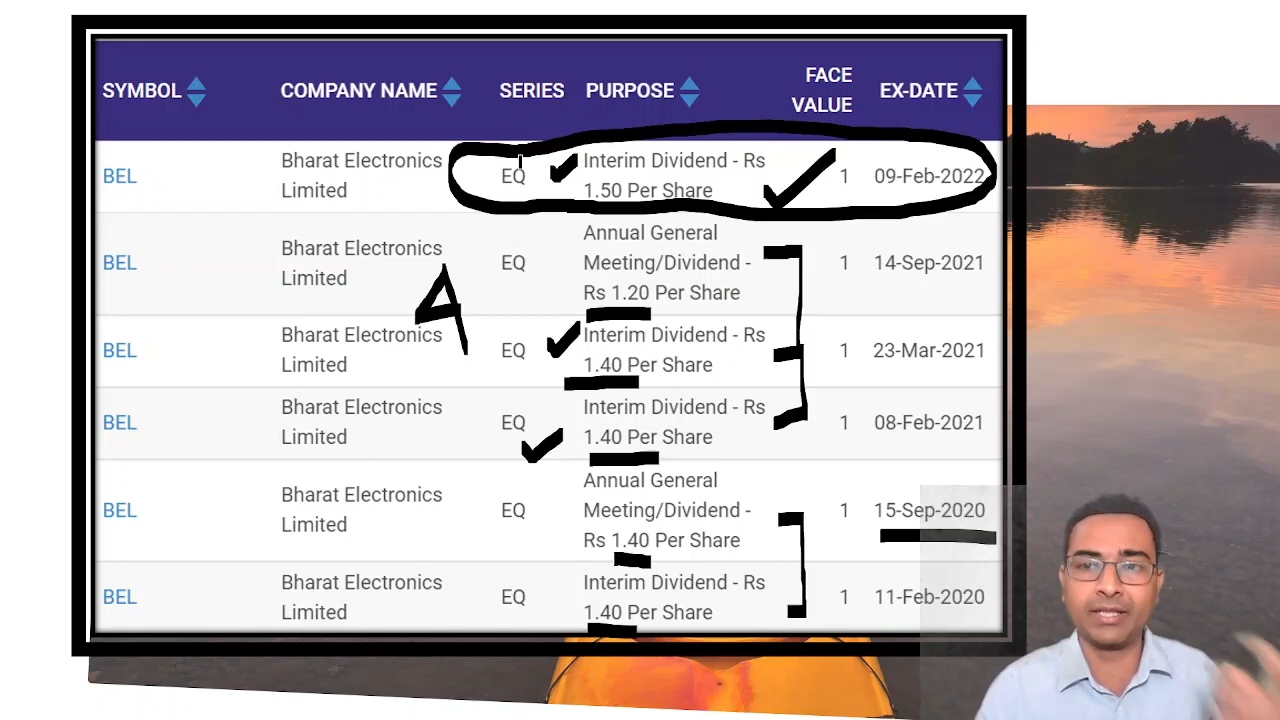 SYMBOL COMPANY NAME SERIES PURPOSE FACE VALUE EX-DATE
BEL Bharat Electronics Limited EQ Interim Dividend - Rs 1.50 Per Share 1 09-Feb-2022
BEL Bharat Electronics Limited EQ Annual General Meeting/Dividend - Rs 1.20 Per Share 1 14-Sep-2021
4
BEL Bharat Electronics Limited EQ Interim Dividend - Rs 1.40 Per Share 1 23-Mar-2021
BEL Bharat Electronics Limited EQ Interim Dividend - Rs 1.40 Per Share 1 08-Feb-2021
BEL Bharat Electronics Limited EQ Annual General Meeting/Dividend - Rs 1.40 Per Share 1 15-Sep-2020
BEL Bharat Electronics Limited EQ Interim Dividend - Rs 1.40 Per Share 1 11-Feb-2020